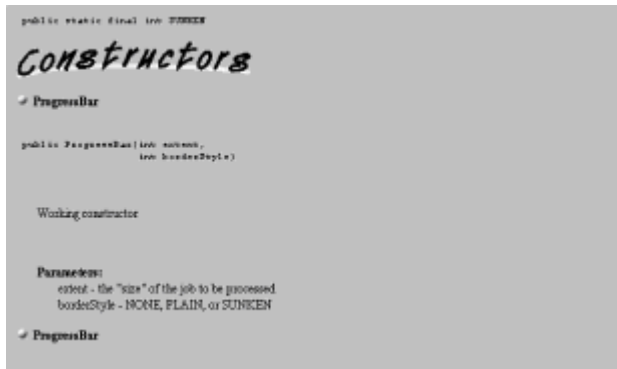 public static final int SUNKEN
Constructors
ProgressBar
public ProgressBar(int extent,
int borderStyle)
Working constructor
Parameters:
extent - the "size" of the job to be processed
borderStyle - NONE, PLAIN, or SUNKEN
ProgressBar